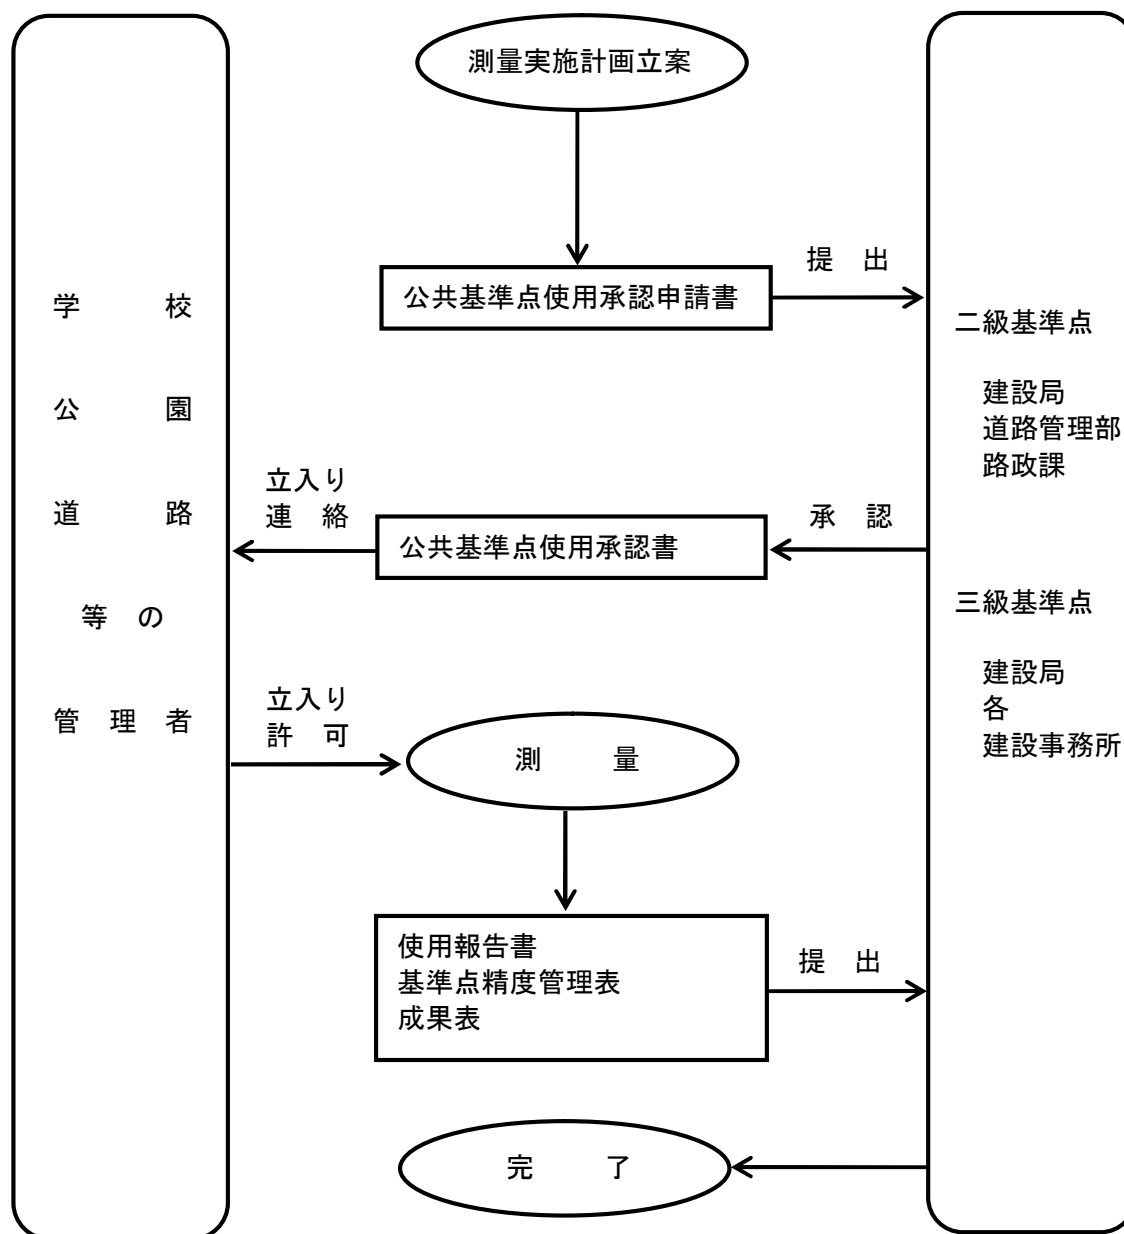 測量実施計画立案
提　出
公共基準点使用承認申請書
学　　　校
公　　　園
道　　　路
等　の
管　理　者
二級基準点
建設局
道路管理部
路政課
三級基準点
建設局
各
建設事務所
承　認
公共基準点使用承認書
立入り
連　絡
立入り
許　可
測　　　量
使用報告書
基準点精度管理表
成果表
提　出
完　　　了